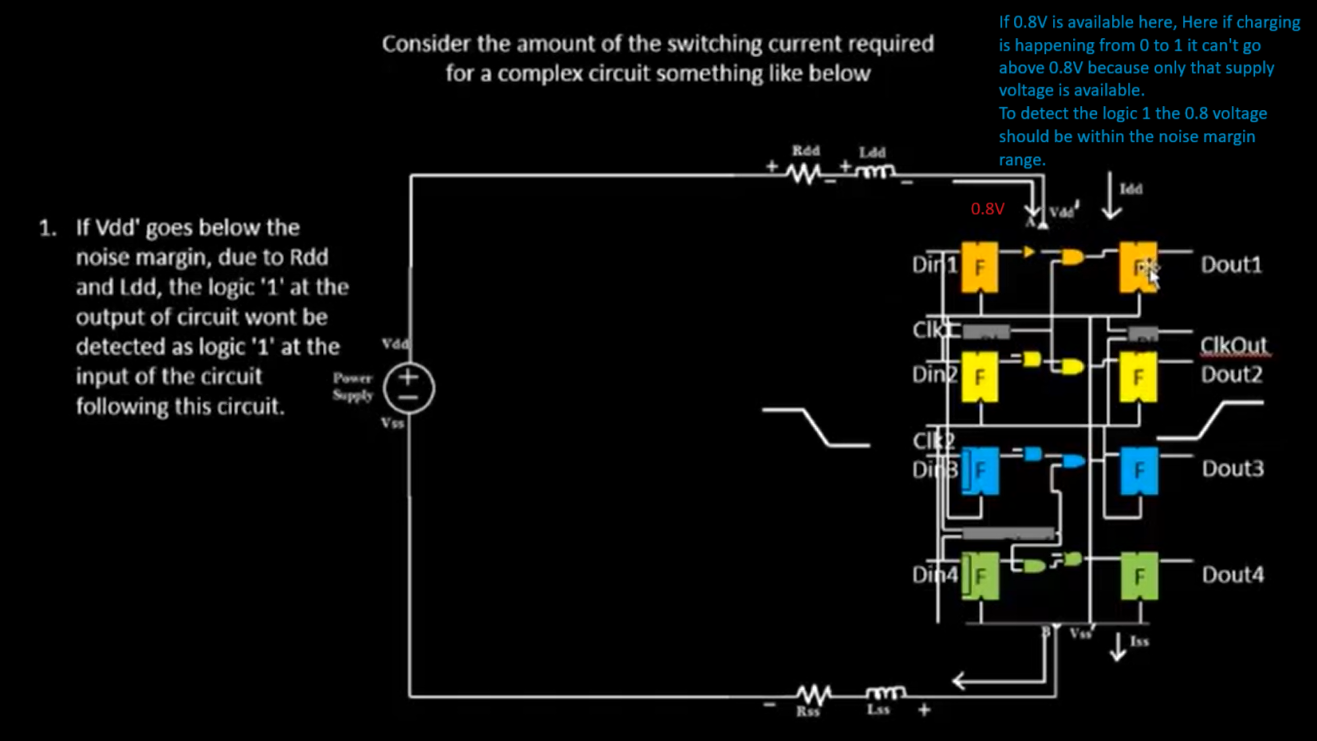 Consider the amount of the switching current required
for a complex circuit something like below
If 0.8V is available here, Here if charging
is happening from 0 to 1 it can't go
above 0.8V because only that supply
voltage is available.
To detect the logic 1 the 0.8 voltage
should be within the noise margin
range.
1. If Vdd' goes below the
noise margin, due to Rdd
and Ldd, the logic '1' at the
output of circuit wont be
detected as logic '1' at the
input of the circuit
following this circuit.
Rdd
Ldd
+
+
−
−
Idd
0.8V
A
Vdd'
Din1
F
F
Dout1
Clk1
ClkOut
Din2
F
F
Dout2
Vdd
Power
Supply
+
−
Vss
Clk2
Din3
F
F
Dout3
Din4
F
F
Dout4
B
Vss'
Iss
−
Rss
Lss
+